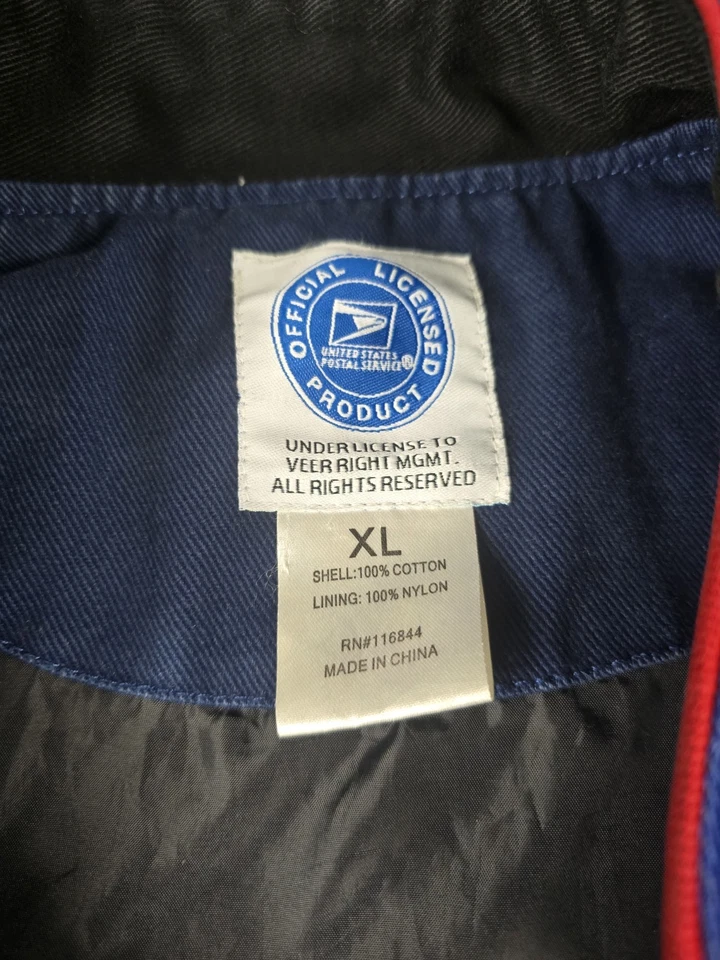 OFFICIAL LICENSED
UNITED STATES
POSTAL SERVICE®
PRODUCT
UNDER LICENSE TO
VEER RIGHT MGMT.
ALL RIGHTS RESERVED
XL
SHELL:100% COTTON
LINING: 100% NYLON
RN#116844
MADE IN CHINA